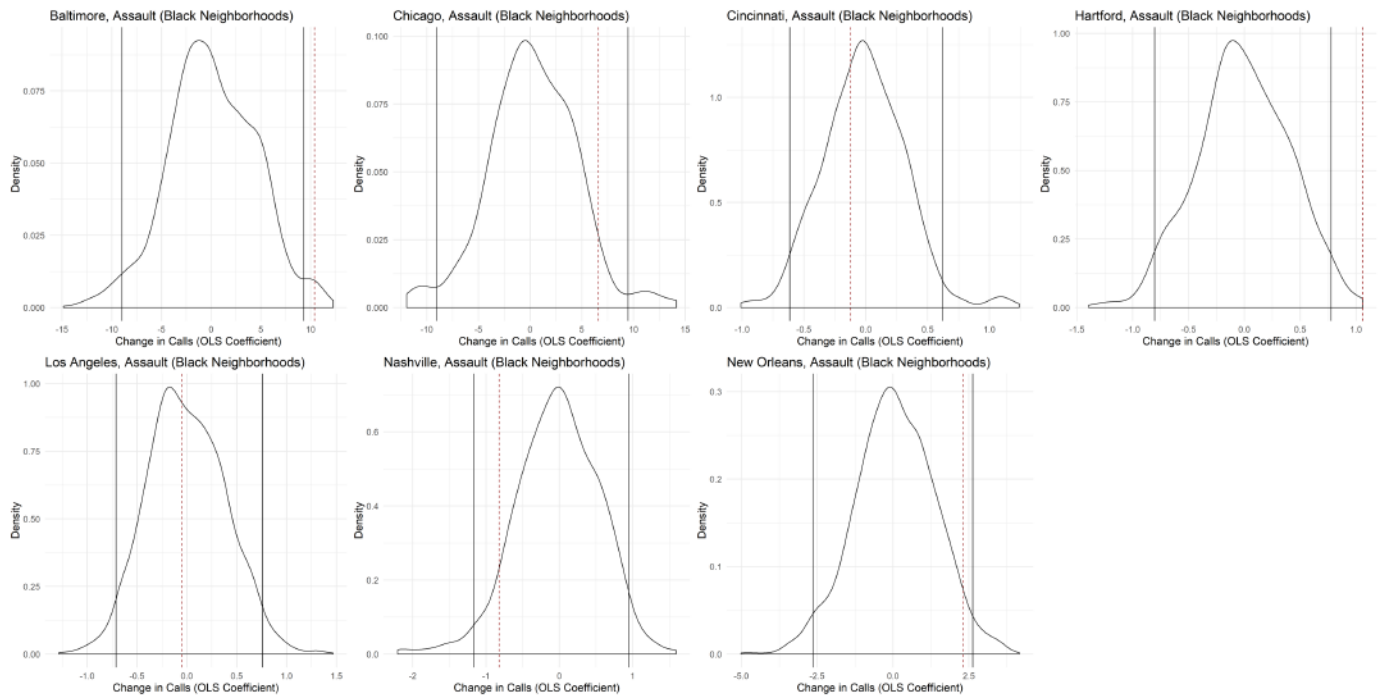 Baltimore, Assault (Black Neighborhoods)
Density
0.075
0.050
0.025
0.000
-15 -10 -5 0 5 10
Change in Calls (OLS Coefficient)
Chicago, Assault (Black Neighborhoods)
Density
0.100
0.075
0.050
0.025
0.000
-10 -5 0 5 10 15
Change in Calls (OLS Coefficient)
Cincinnati, Assault (Black Neighborhoods)
Density
1.0
0.5
0.0
-1.0 -0.5 0.0 0.5 1.0
Change in Calls (OLS Coefficient)
Hartford, Assault (Black Neighborhoods)
Density
1.00
0.75
0.50
0.25
0.00
-1.5 -1.0 -0.5 0.0 0.5 1.0
Change in Calls (OLS Coefficient)
Los Angeles, Assault (Black Neighborhoods)
Density
1.00
0.75
0.50
0.25
0.00
-1.0 -0.5 0.0 0.5 1.0 1.5
Change in Calls (OLS Coefficient)
Nashville, Assault (Black Neighborhoods)
Density
0.6
0.4
0.2
0.0
-2 -1 0 1
Change in Calls (OLS Coefficient)
New Orleans, Assault (Black Neighborhoods)
Density
0.3
0.2
0.1
0.0
-5.0 -2.5 0.0 2.5
Change in Calls (OLS Coefficient)